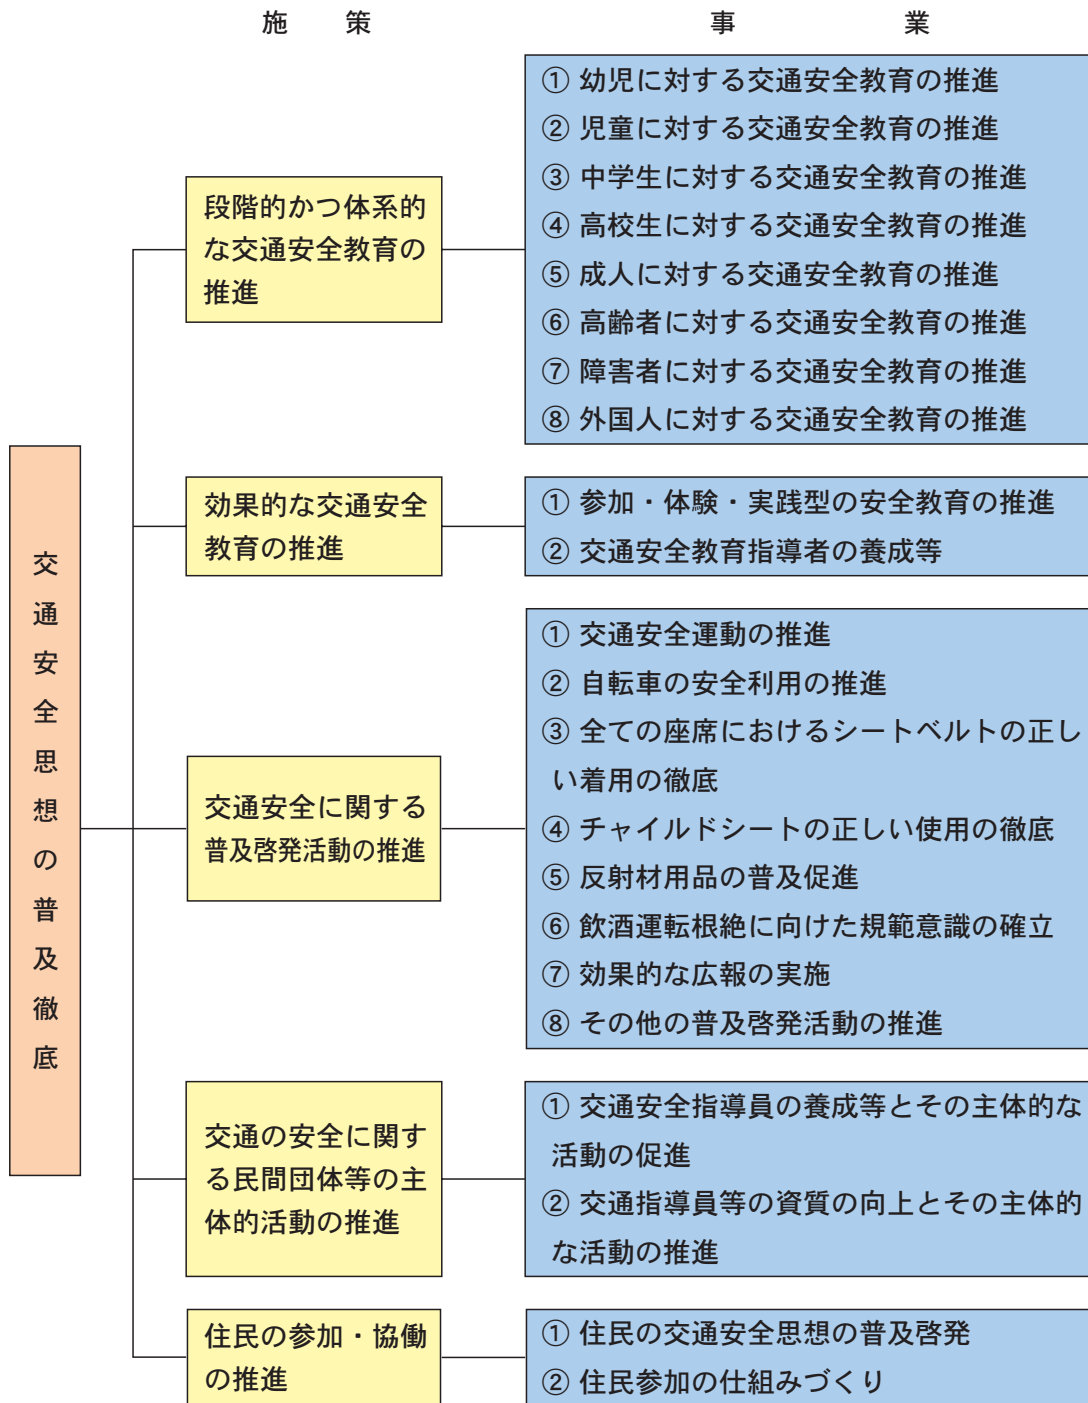 施策
事業
交通安全思想の普及徹底
段階的かつ体系的
な交通安全教育の
推進
① 幼児に対する交通安全教育の推進
② 児童に対する交通安全教育の推進
③ 中学生に対する交通安全教育の推進
④ 高校生に対する交通安全教育の推進
⑤ 成人に対する交通安全教育の推進
⑥ 高齢者に対する交通安全教育の推進
⑦ 障害者に対する交通安全教育の推進
⑧ 外国人に対する交通安全教育の推進
効果的な交通安全
教育の推進
① 参加・体験・実践型の安全教育の推進
② 交通安全教育指導者の養成等
交通安全に関する
普及啓発活動の推進
① 交通安全運動の推進
② 自転車の安全利用の推進
③ 全ての座席におけるシートベルトの正し
い着用の徹底
④ チャイルドシートの正しい使用の徹底
⑤ 反射材用品の普及促進
⑥ 飲酒運転根絶に向けた規範意識の確立
⑦ 効果的な広報の実施
⑧ その他の普及啓発活動の推進
交通の安全に関す
る民間団体等の主
体的活動の推進
① 交通安全指導員の養成等とその主体的な
活動の促進
② 交通指導員等の資質の向上とその主体的
な活動の推進
住民の参加・協働
の推進
① 住民の交通安全思想の普及啓発
② 住民参加の仕組みづくり